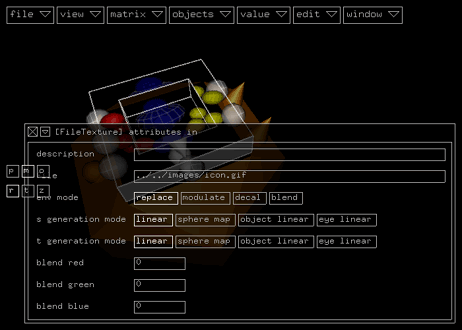 file view matrix objects value edit window
[FileTexture] attributes in
description
p m o
../../images/icon.gif
r t z
env mode replace modulate decal blend
s generation mode linear sphere map object linear eye linear
t generation mode linear sphere map object linear eye linear
blend red 0
blend green 0
blend blue 0